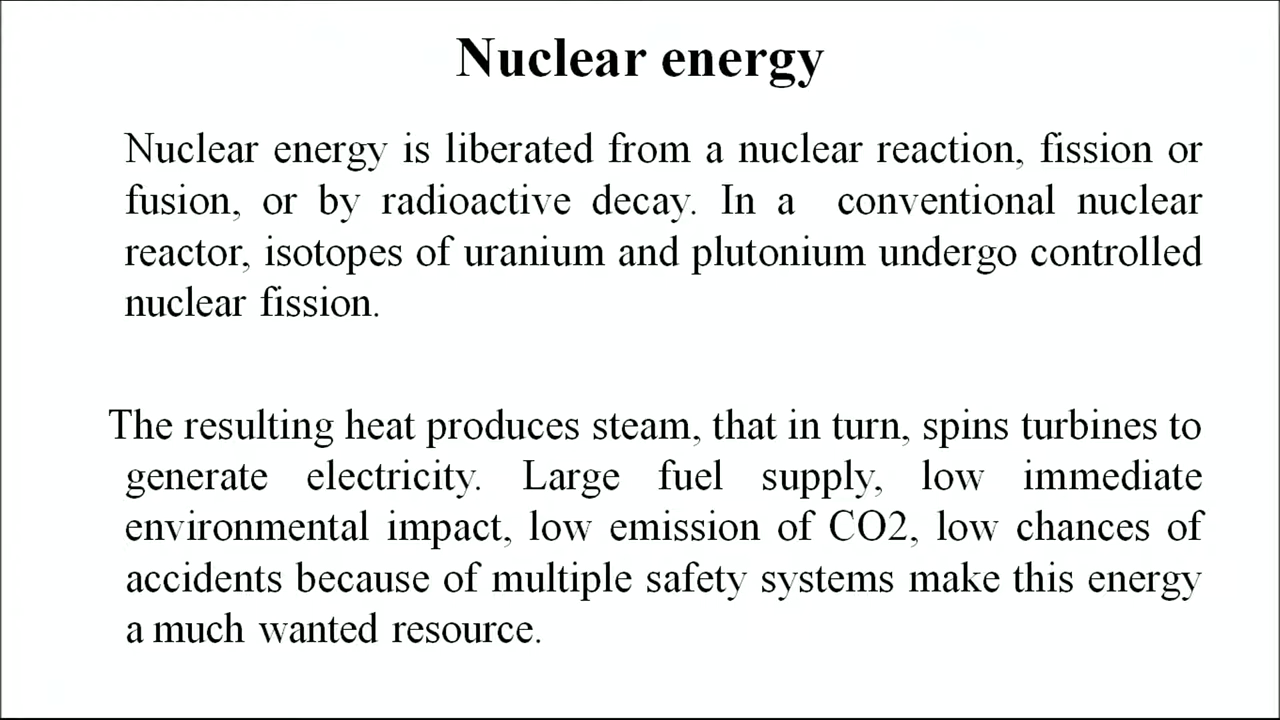 Nuclear energy
Nuclear energy is liberated from a nuclear reaction, fission or
fusion, or by radioactive decay. In a conventional nuclear
reactor, isotopes of uranium and plutonium undergo controlled
nuclear fission.
The resulting heat produces steam, that in turn, spins turbines to
generate electricity. Large fuel supply, low immediate
environmental impact, low emission of CO2, low chances of
accidents because of multiple safety systems make this energy
a much wanted resource.